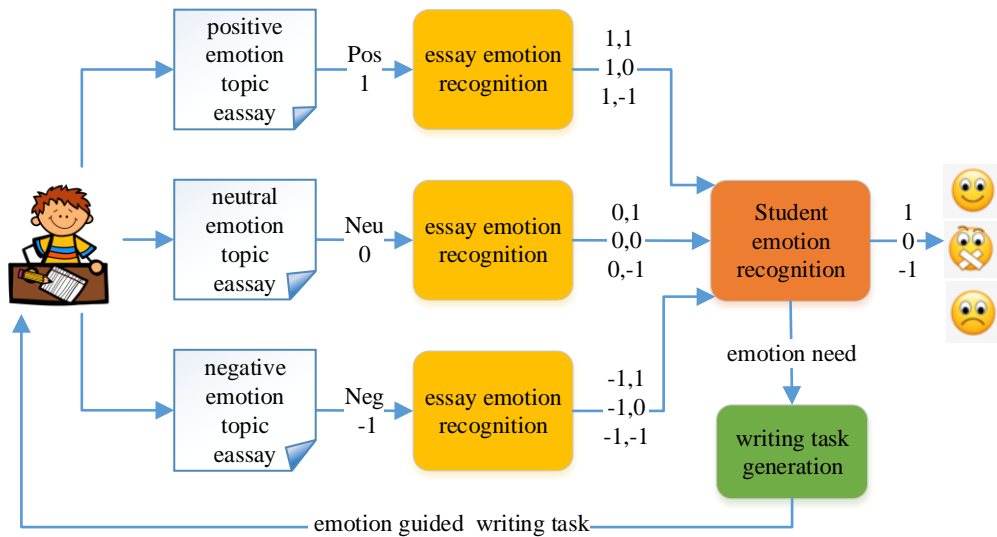 positive
emotion
topic
eassay
Pos
1
essay emotion
recognition
1,1
1,0
1,-1
neutral
emotion
topic
eassay
Neu
0
essay emotion
recognition
0,1
0,0
0,-1
Student
emotion
recognition
1
0
-1
emotion need
negative
emotion
topic
eassay
Neg
-1
essay emotion
recognition
-1,1
-1,0
-1,-1
writing task
generation
emotion guided writing task